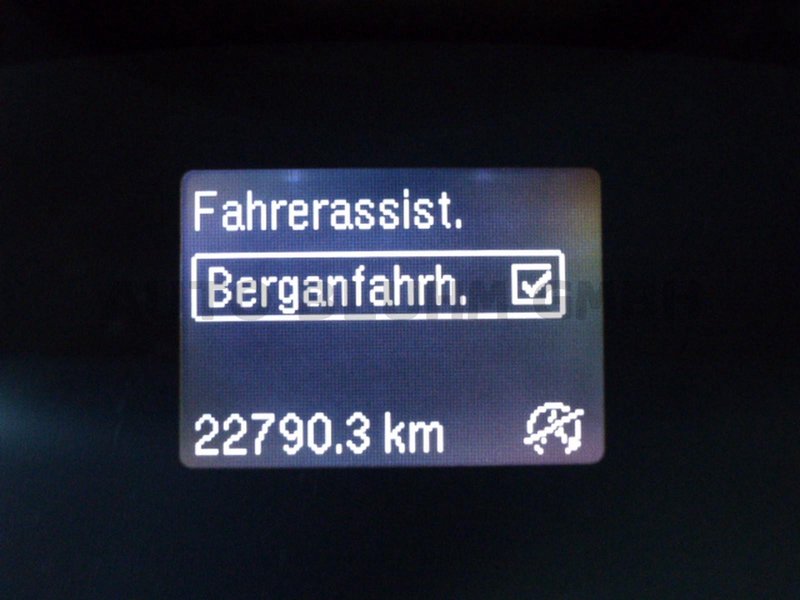 Fahrerassist.
Berganfahrh.
22790.3 km